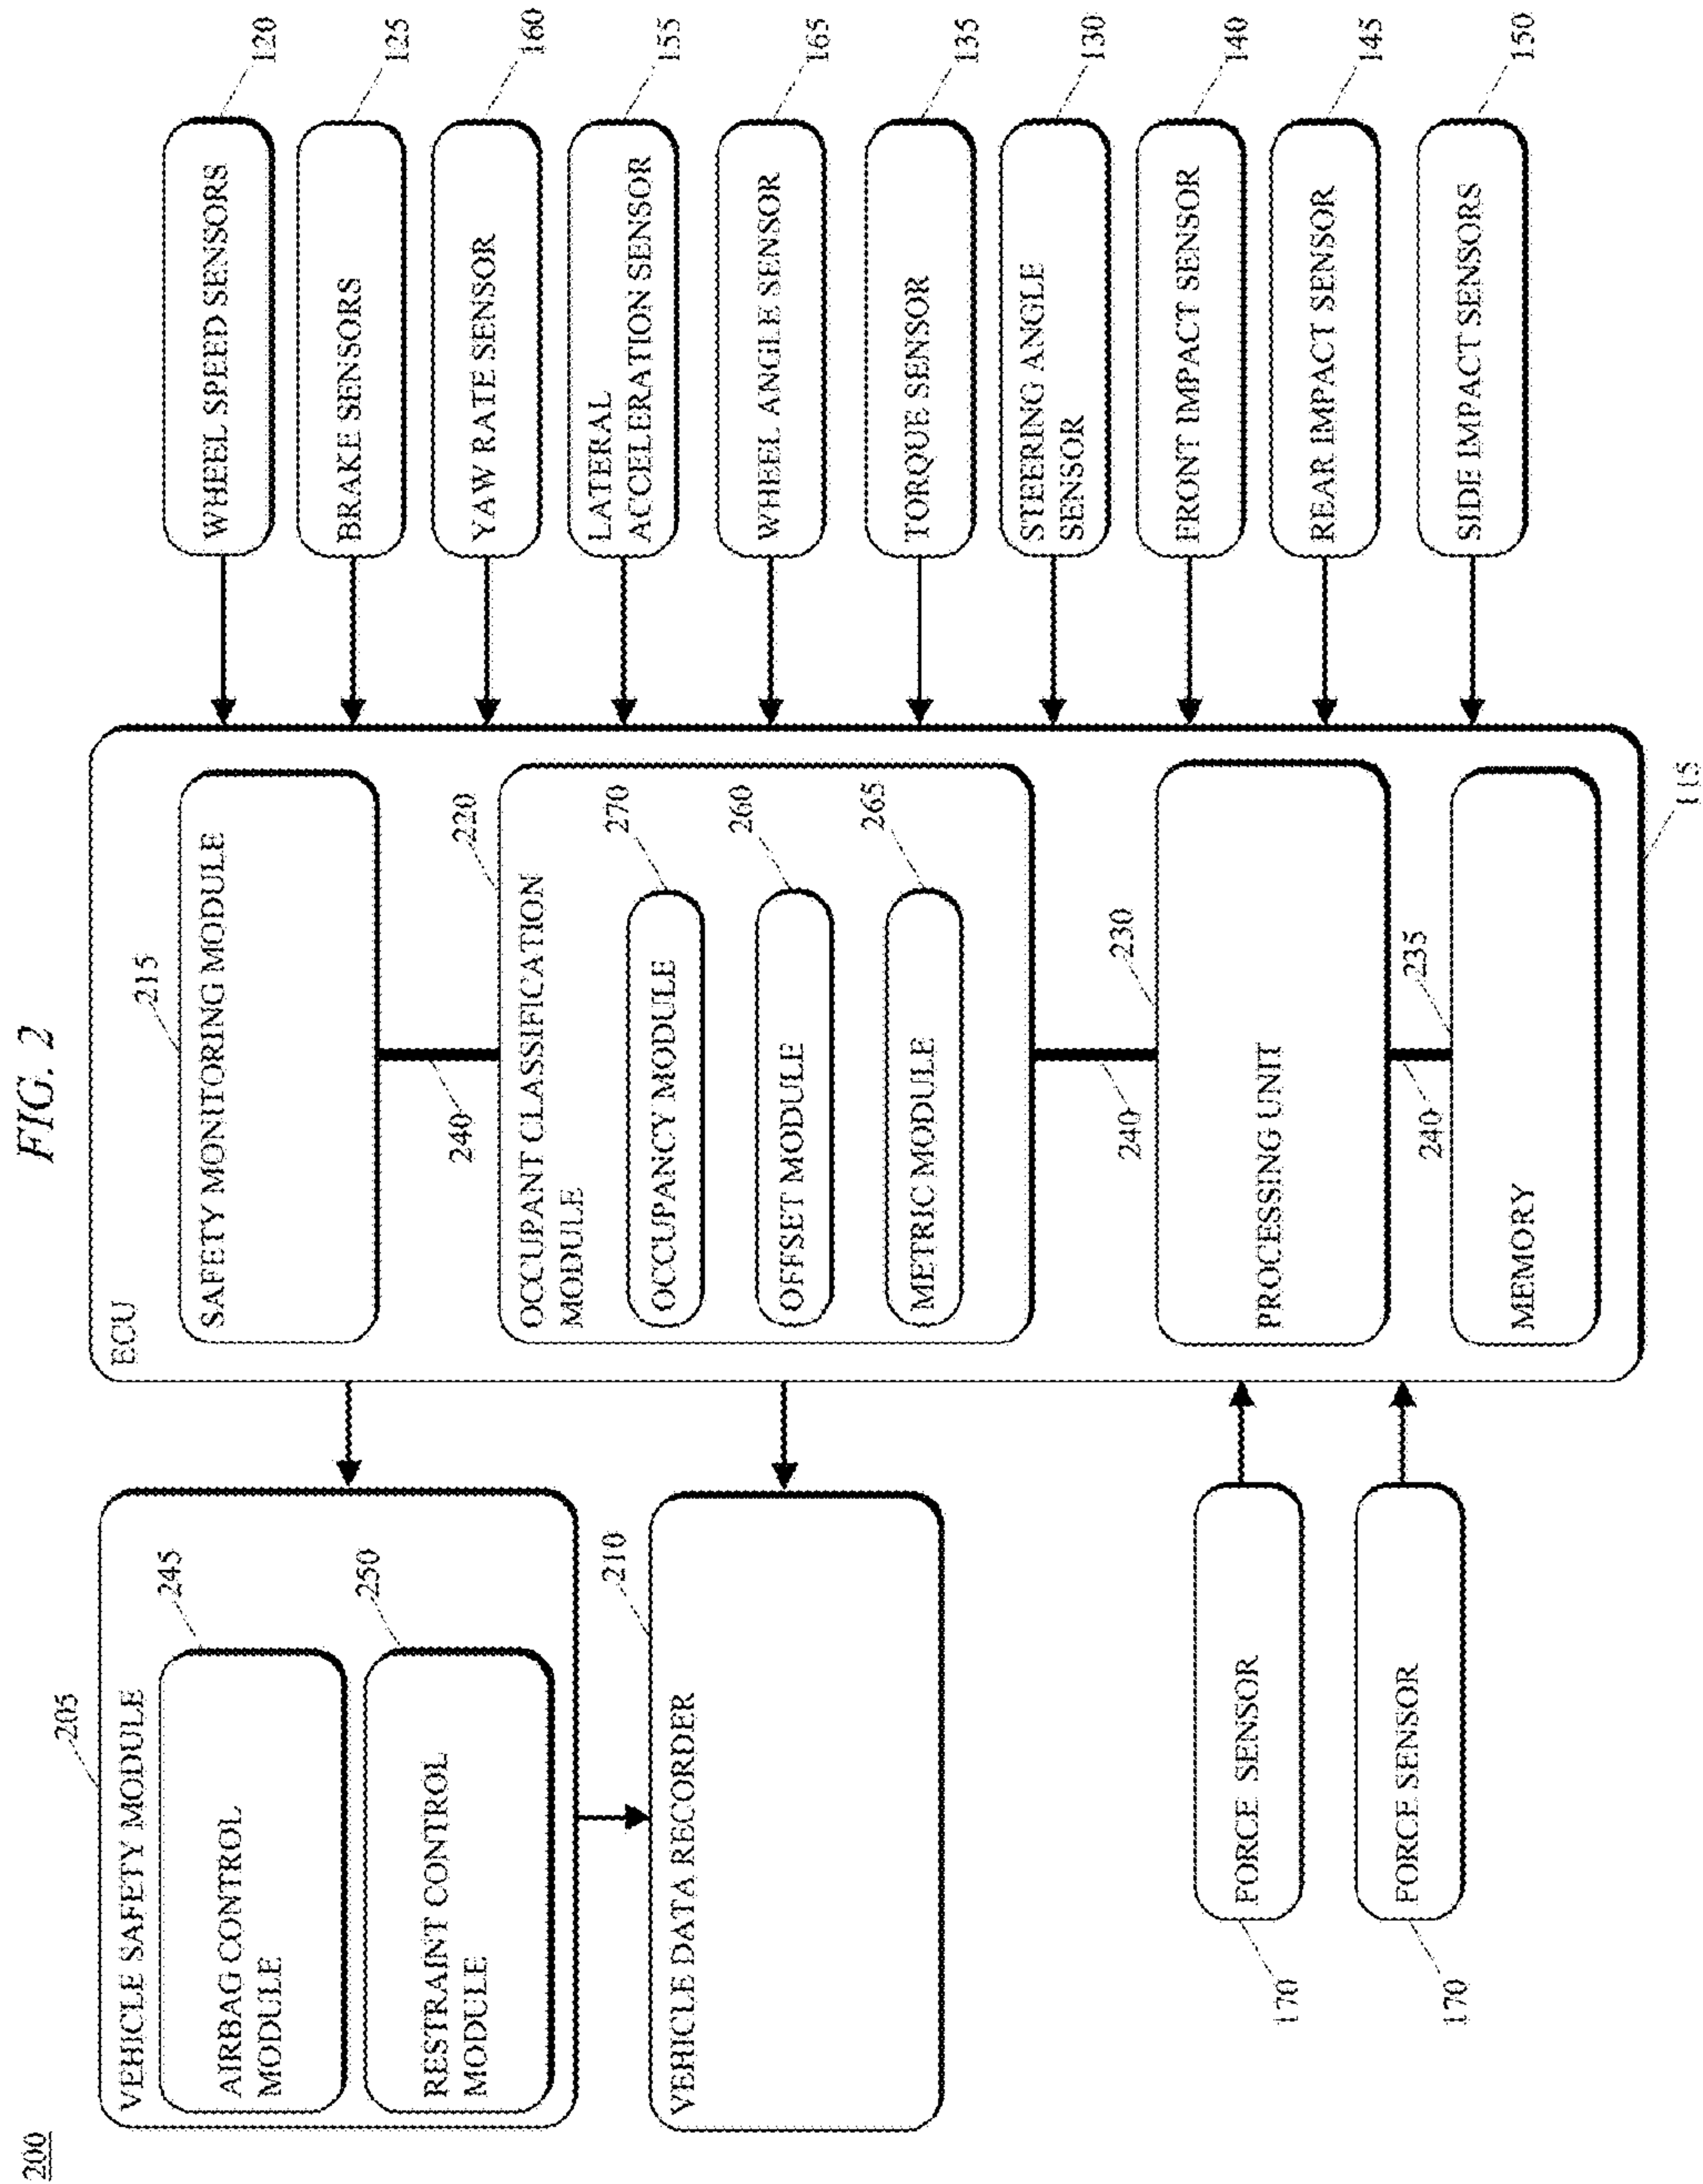 200
FIG. 2
205
VEHICLE SAFETY MODULE
245
AIRBAG CONTROL
MODULE
250
RESTRAINT CONTROL
MODULE
210
VEHICLE DATA RECORDER
FORCE SENSOR
170
FORCE SENSOR
170
ECU
215
SAFETY MONITORING MODULE
240
220
OCCUPANT CLASSIFICATION
MODULE
270
OCCUPANCY MODULE
260
OFFSET MODULE
265
METRIC MODULE
240
230
PROCESSING UNIT
240
235
MEMORY
115
WHEEL SPEED SENSORS
120
BRAKE SENSORS
125
YAW RATE SENSOR
160
LATERAL
ACCELERATION SENSOR
155
WHEEL ANGLE SENSOR
165
TORQUE SENSOR
135
STEERING ANGLE
SENSOR
130
FRONT IMPACT SENSOR
140
REAR IMPACT SENSOR
145
SIDE IMPACT SENSORS
150